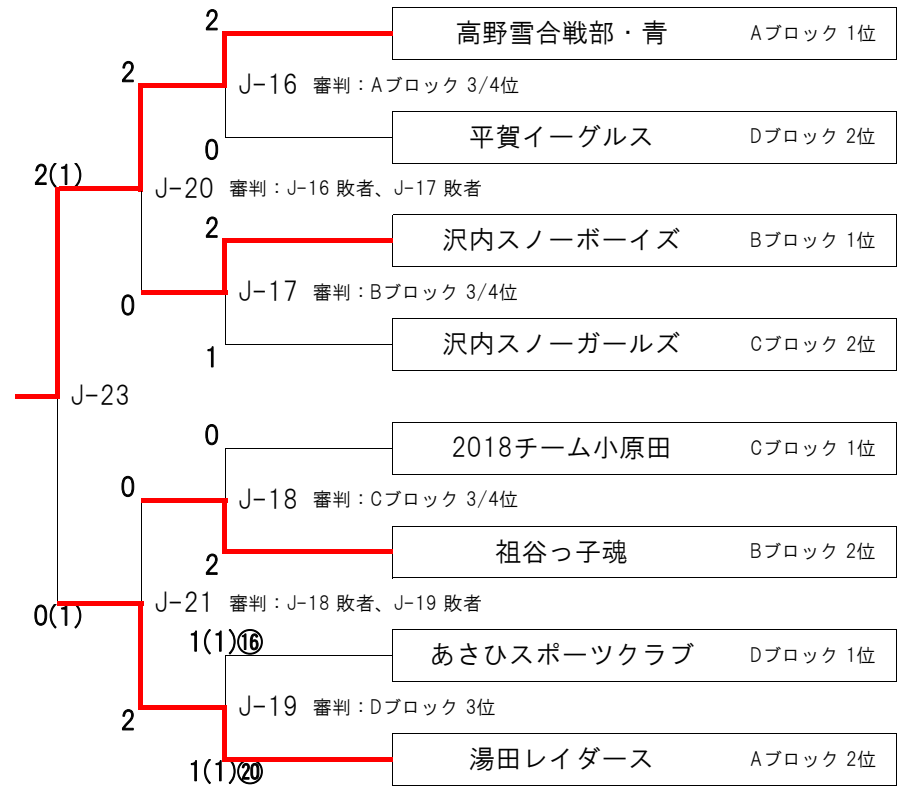 2
高野雪合戦部・青 Aブロック 1位
2
J-16 審判：Aブロック 3/4位
0
平賀イーグルス Dブロック 2位
2(1)
J-20 審判：J-16 敗者、J-17 敗者
2
沢内スノーボーイズ Bブロック 1位
0
J-17 審判：Bブロック 3/4位
1
沢内スノーガールズ Cブロック 2位
J-23
0
2018チーム小原田 Cブロック 1位
0
J-18 審判：Cブロック 3/4位
2
祖谷っ子魂 Bブロック 2位
0(1)
J-21 審判：J-18 敗者、J-19 敗者
1(1)⑯
あさひスポーツクラブ Dブロック 1位
2
J-19 審判：Dブロック 3位
1(1)⑳
湯田レイダース Aブロック 2位